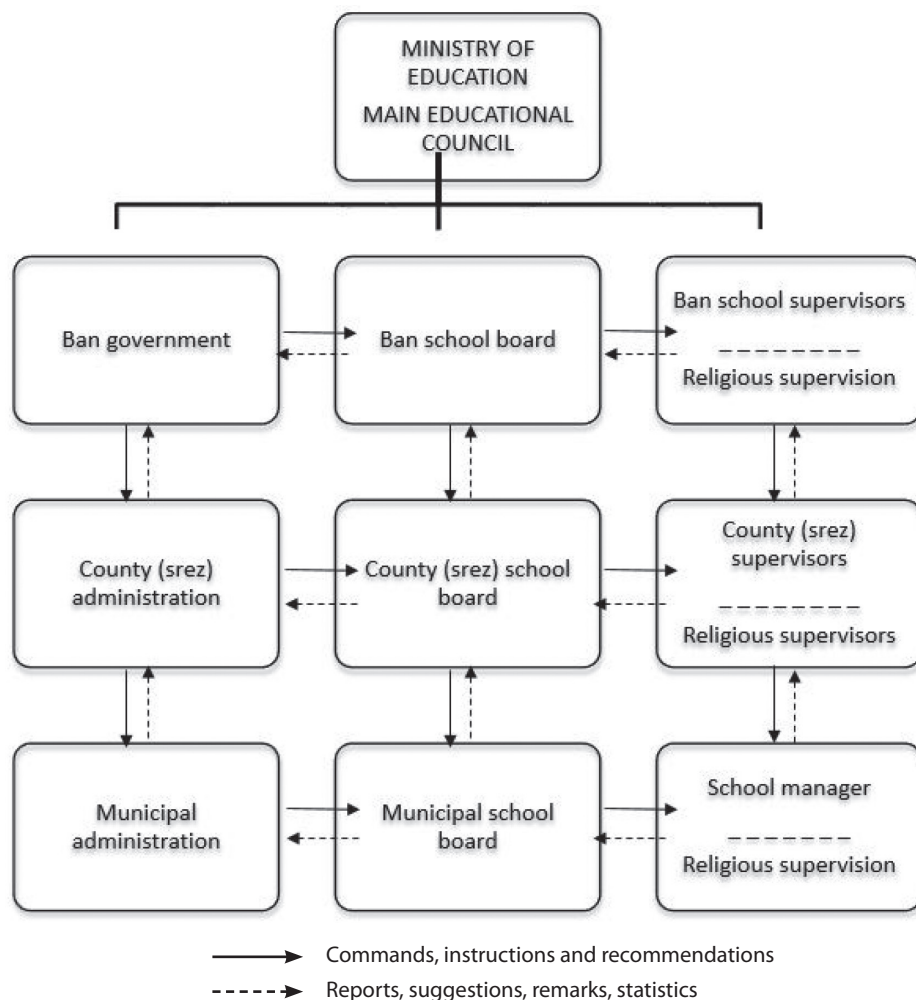 MINISTRY OF
EDUCATION
MAIN EDUCATIONAL
COUNCIL
Ban government
Ban school board
Ban school supervisors
Religious supervision
County (srez)
administration
County (srez) school
board
County (srez)
supervisors
Religious supervisors
Municipal
administration
Municipal school
board
School manager
Religious supervision
Commands, instructions and recommendations
Reports, suggestions, remarks, statistics